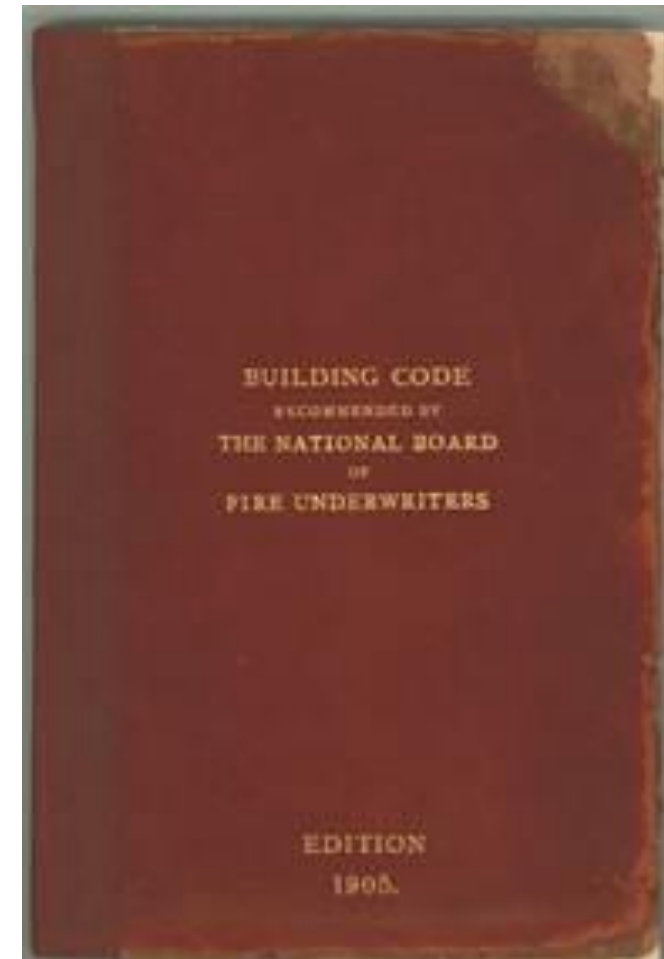 BUILDING CODE
RECOMMENDED BY
THE NATIONAL BOARD
OF
FIRE UNDERWRITERS
EDITION
1905.